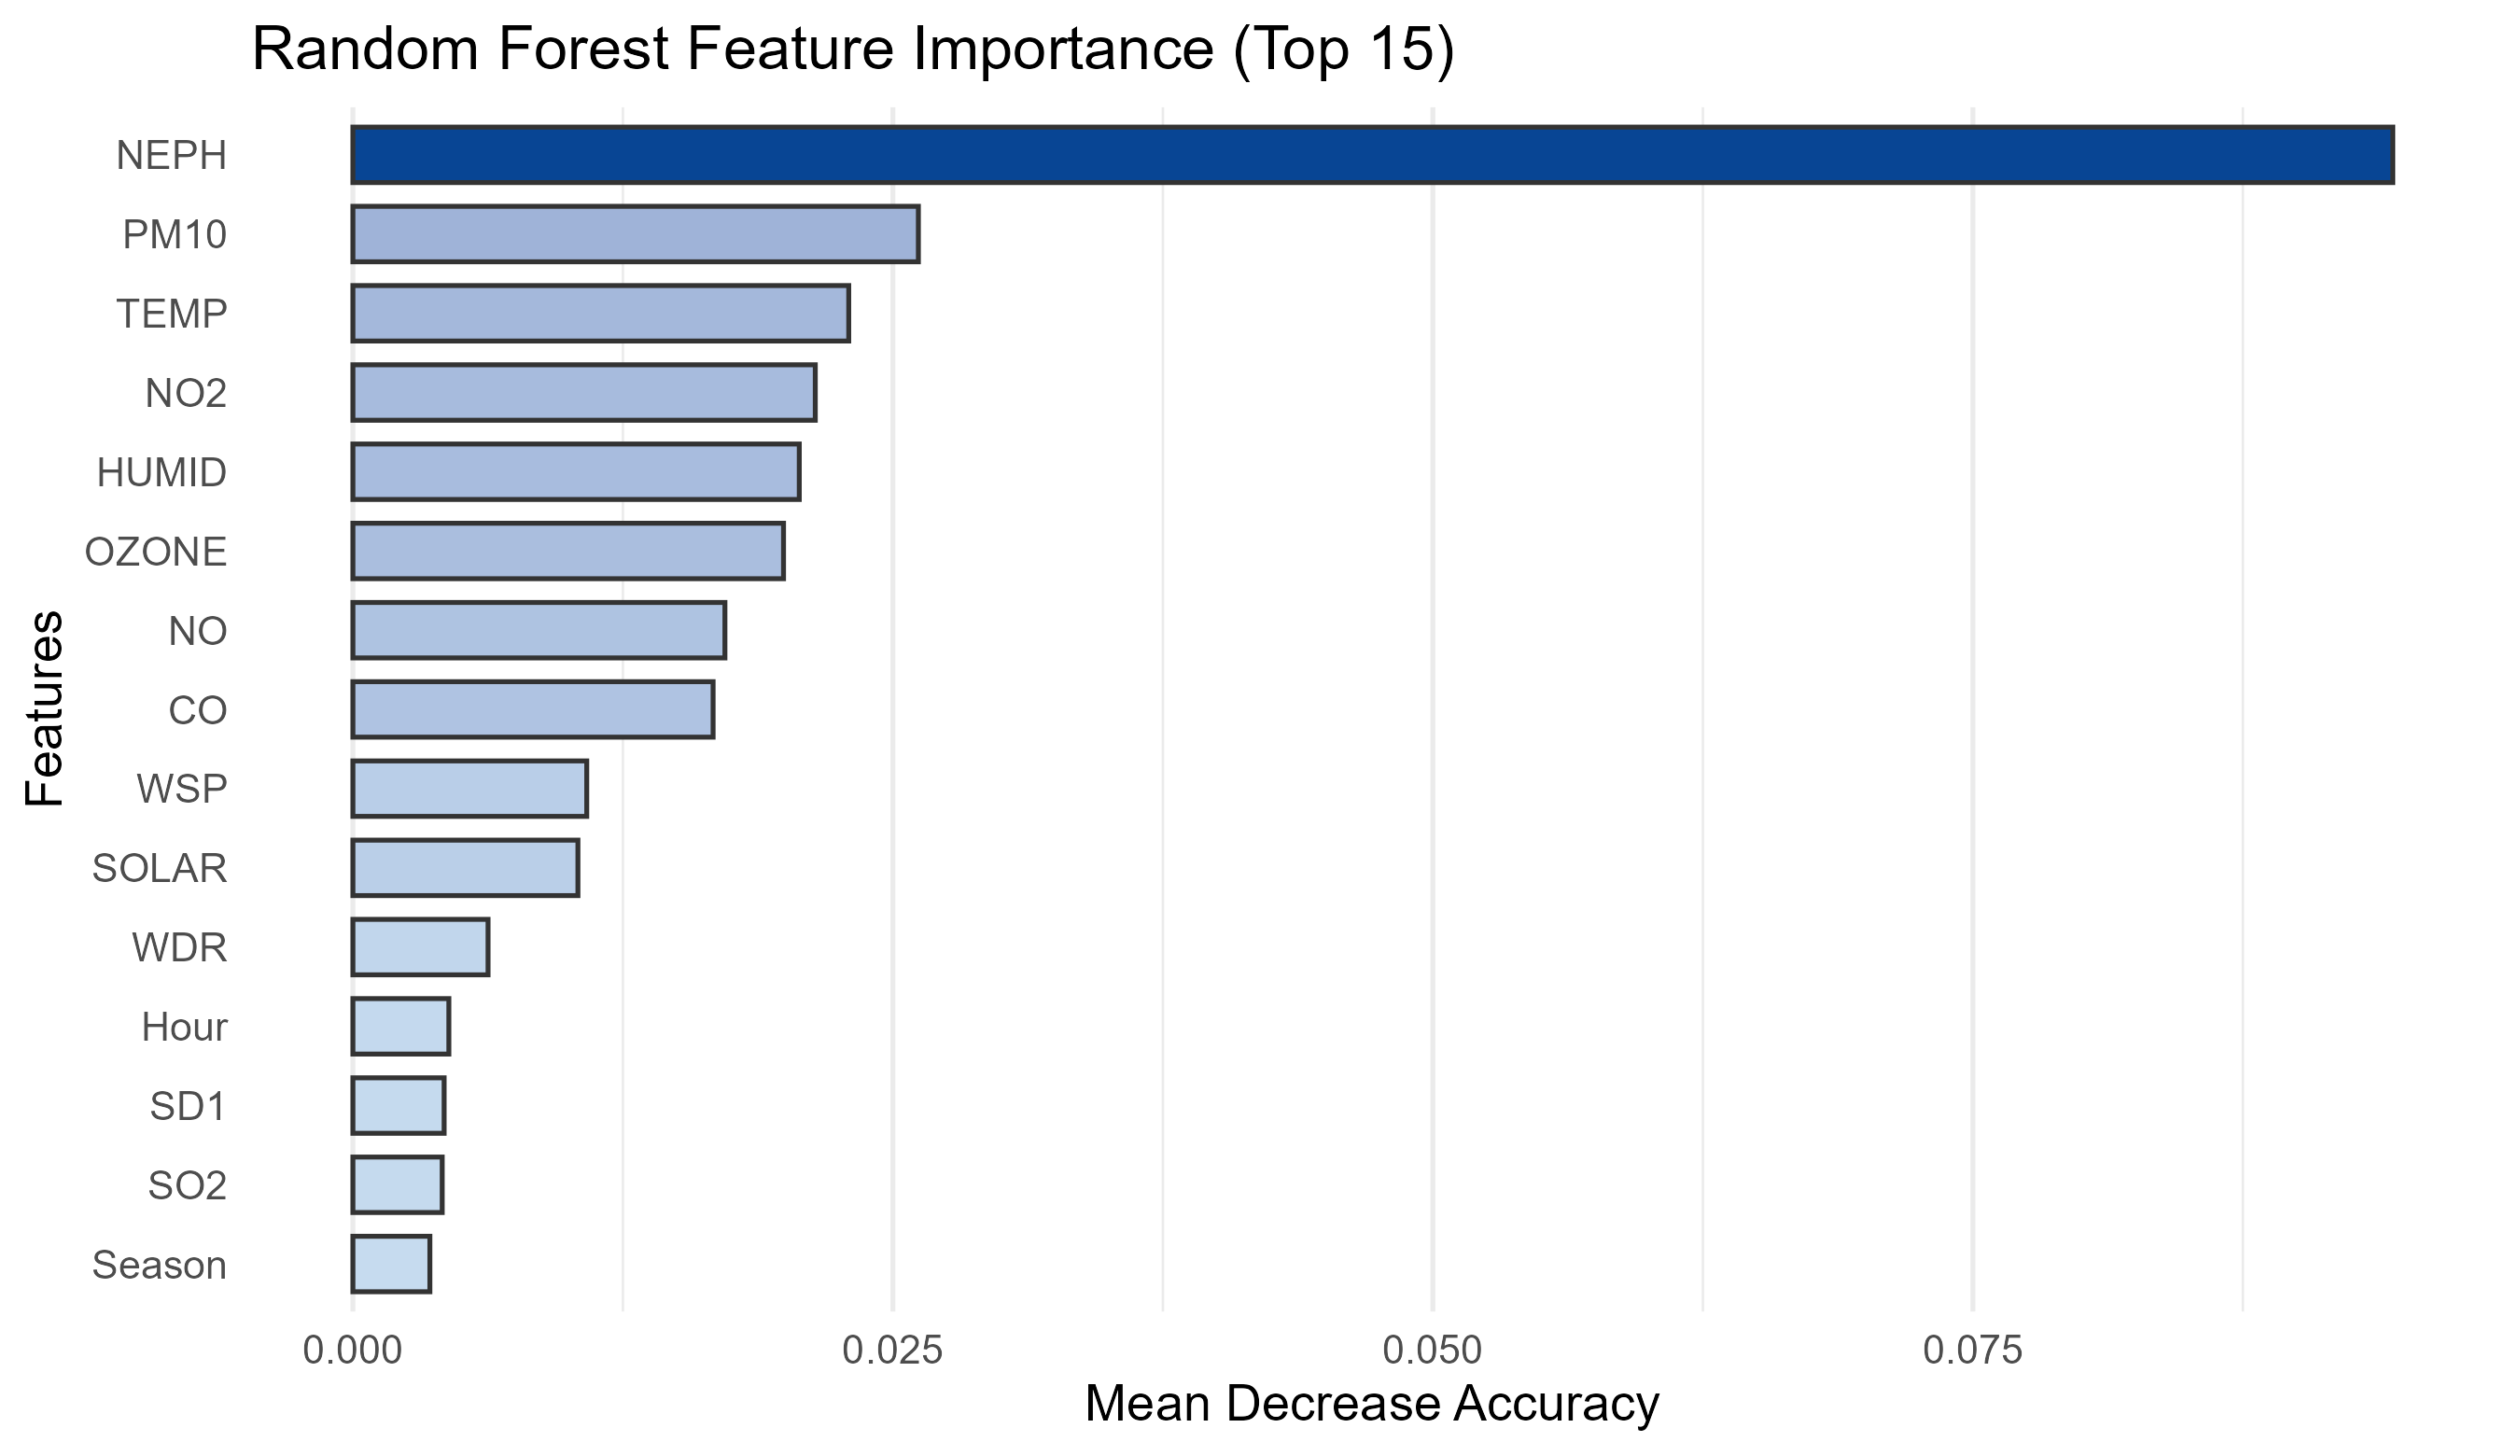 Random Forest Feature Importance (Top 15)
NEPH
PM10
TEMP
NO2
HUMID
OZONE
NO
CO
WSP
SOLAR
WDR
Hour
SD1
SO2
Season
Features
0.000 0.025 0.050 0.075
Mean Decrease Accuracy